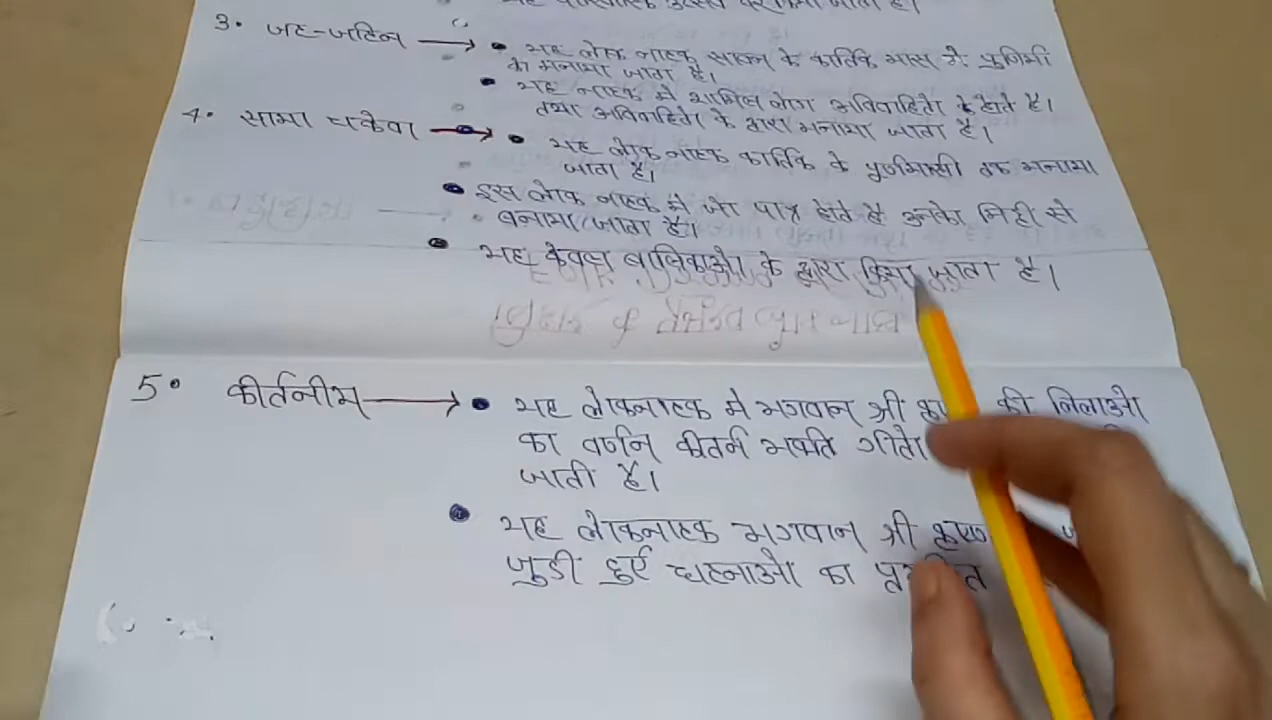 जाता है।
3. जट-जटिन → • यह लोक नाटक सावन के कार्तिक मास में पुर्णिमा
को मनाया जाता है।
• यह नाटक में शामिल लोग अविवाहितो के होते है।
तथा अविवाहितो के द्वारा मनाया जाता है।
4. सामा चकेवा → • यह लोक नाटक कार्तिक के पूर्णमासी तक मनाया
जाता है।
• इस लोक नाटक में जो पात्र होते है उनको मिट्टी से
बनाया जाता है।
• यह केवल बालिकाओ के द्वारा किया जाता है।
5. कीर्तनीय → • यह लोकनाटक मे भगवान श्री की लिलाओ
का वर्णन कीतर्न भक्ति गीतो
जाती है।
• यह लोकनाटक भगवान श्री
जुडी हुई घटनाओ का